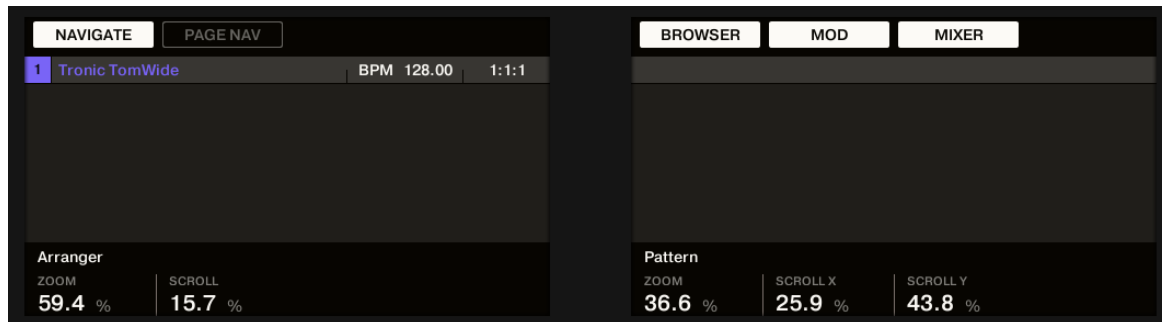 NAVIGATE PAGE NAV
1 Tronic TomWide BPM 128.00 1:1:1
Arranger
ZOOM SCROLL
59.4 % 15.7 %
BROWSER MOD MIXER
Pattern
ZOOM SCROLL X SCROLL Y
36.6 % 25.9 % 43.8 %